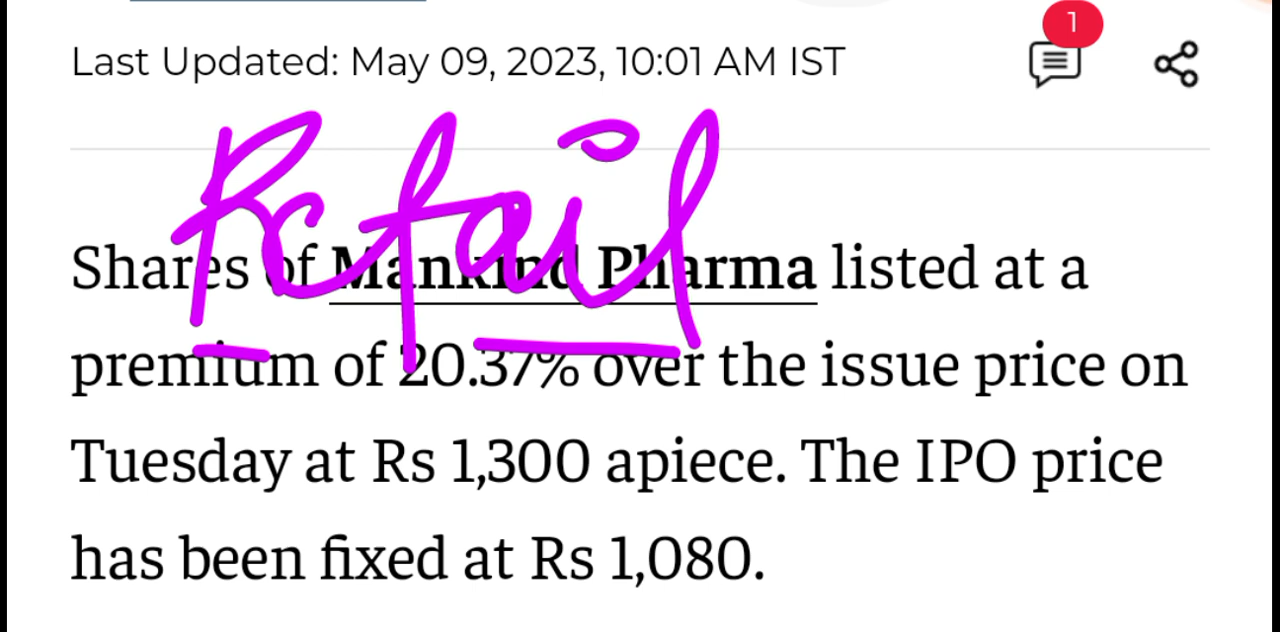 Last Updated: May 09, 2023, 10:01 AM IST
1
Retail
Shares of Mankind Pharma listed at a
premium of 20.37% over the issue price on
Tuesday at Rs 1,300 apiece. The IPO price
has been fixed at Rs 1,080.